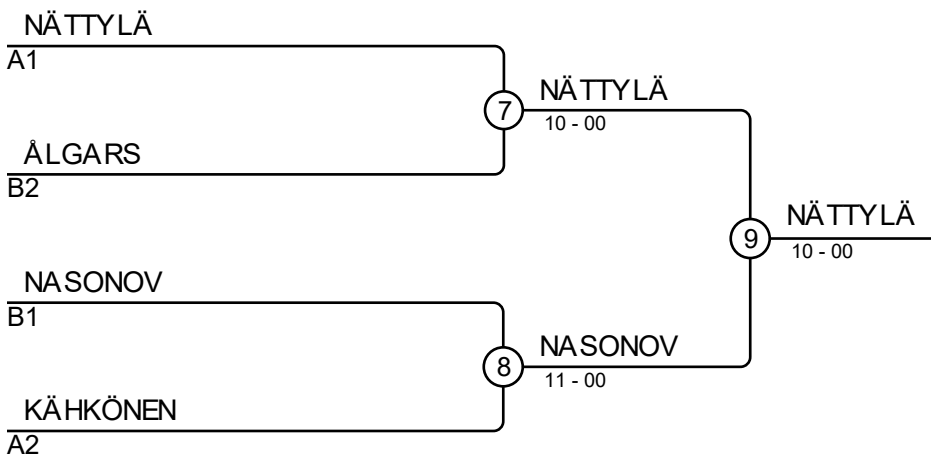 NÄTTYLÄ
A1
7
NÄTTYLÄ
10 - 00
ÅLGARS
B2
9
NÄTTYLÄ
10 - 00
NASONOV
B1
8
NASONOV
11 - 00
KÄHKÖNEN
A2